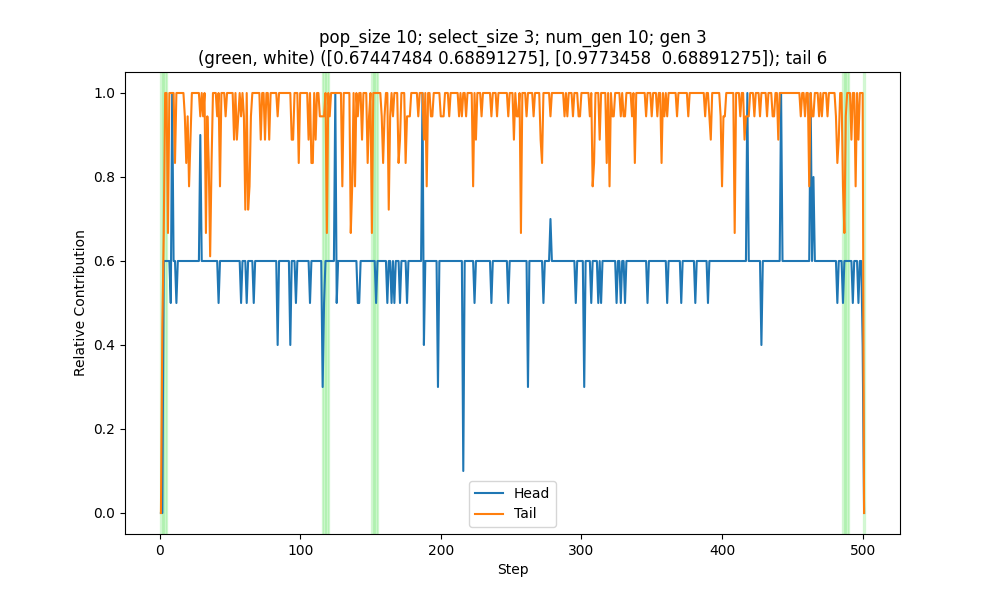 pop_size 10; select_size 3; num_gen 10; gen 3
(green, white) ([0.67447484 0.68891275], [0.9773458  0.68891275]); tail 6
1.0
0.8
0.6
0.4
0.2
0.0
Relative Contribution
Head
Tail
0
100
200
300
400
500
Step